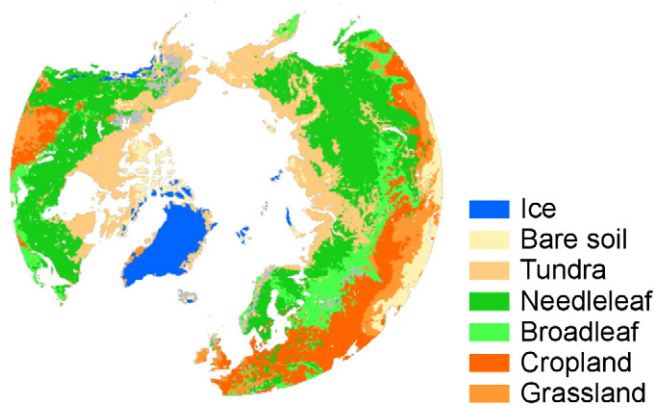 Ice
Bare soil
Tundra
Needleleaf
Broadleaf
Cropland
Grassland